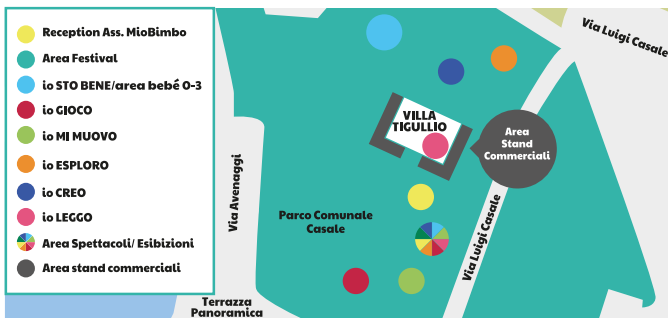 Reception Ass. MioBimbo
Area Festival
io STO BENE/area bebé 0-3
io GIOCO
io MI MUOVO
io ESPLORO
io CREO
io LEGGO
Area Spettacoli/ Esibizioni
Area stand commerciali
Via Luigi Casale
VILLA
TIGULLIO
Area
Stand
Commerciali
Via Avenaggi
Parco Comunale
Casale
Via Luigi Casale
Terrazza
Panoramica